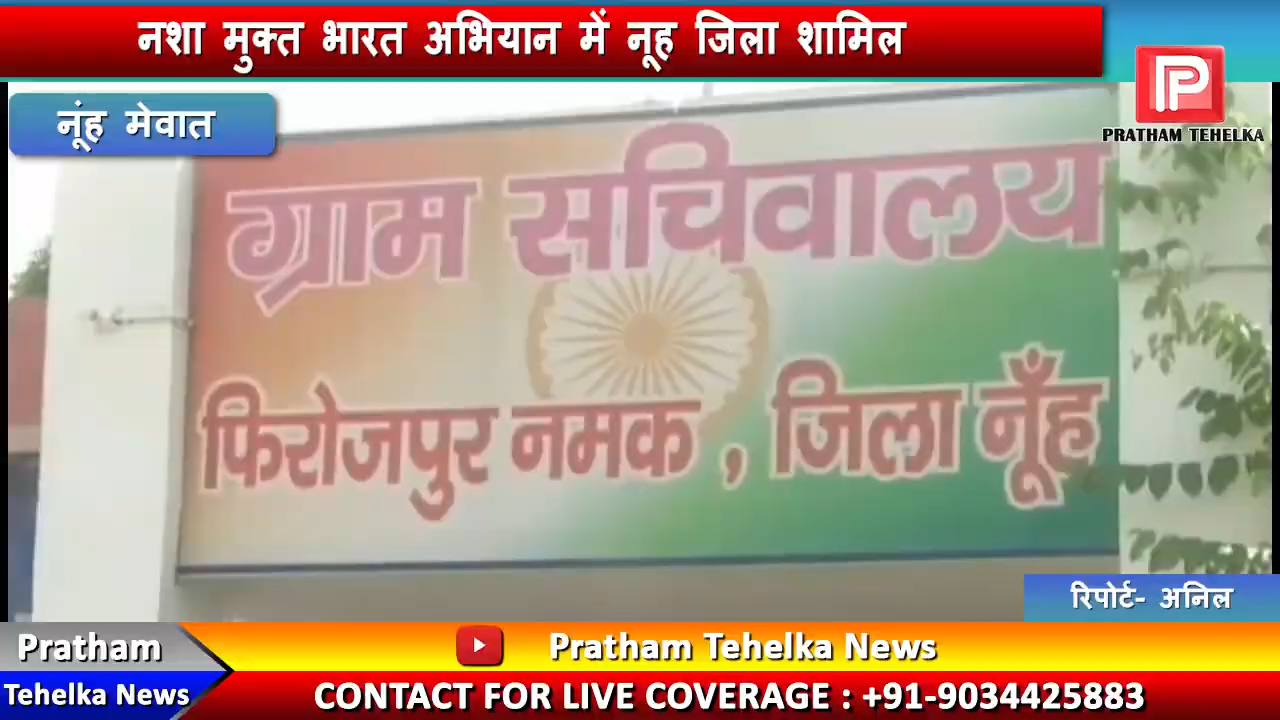 नशा मुक्त भारत अभियान में नूह जिला शामिल
नूंह मेवात
P
PRATHAM TEHELKA
ग्राम सचिवालय
फिरोजपुर नमक , जिला नूँह
रिपोर्ट- अनिल
Pratham
Tehelka News
Pratham Tehelka News
CONTACT FOR LIVE COVERAGE : +91-9034425883